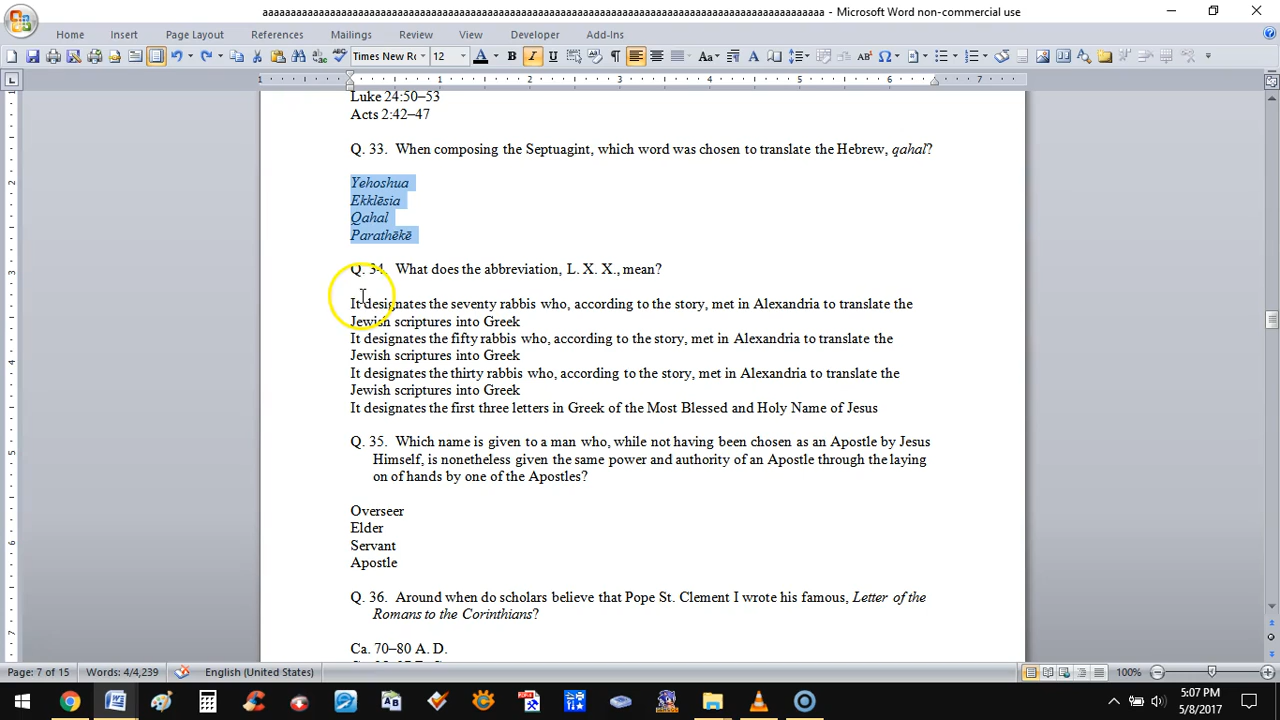 aaaaaaaaaaaaaaaaaaaaaaaaaaaaaaaaaaaaaaaaaaaaaaaaaaaaaaaaaaaaaaaaaaaaaaaaaaaaaaaaaaaaaaaaaaaaaaaaaaa - Microsoft Word non-commercial use
Home Insert Page Layout References Mailings Review View Developer Add-Ins
Times New Rc 12
1 1 2 3 4 5 6 7
Luke 24:50–53
Acts 2:42–47
Q. 33. When composing the Septuagint, which word was chosen to translate the Hebrew, qahal?
Yehoshua
Ekklēsia
Qahal
Parathēkē
Q. 34. What does the abbreviation, L. X. X., mean?
It designates the seventy rabbis who, according to the story, met in Alexandria to translate the
Jewish scriptures into Greek
It designates the fifty rabbis who, according to the story, met in Alexandria to translate the
Jewish scriptures into Greek
It designates the thirty rabbis who, according to the story, met in Alexandria to translate the
Jewish scriptures into Greek
It designates the first three letters in Greek of the Most Blessed and Holy Name of Jesus
Q. 35. Which name is given to a man who, while not having been chosen as an Apostle by Jesus
Himself, is nonetheless given the same power and authority of an Apostle through the laying
on of hands by one of the Apostles?
Overseer
Elder
Servant
Apostle
Q. 36. Around when do scholars believe that Pope St. Clement I wrote his famous, Letter of the
Romans to the Corinthians?
Ca. 70–80 A. D.
Page: 7 of 15 Words: 4/4,239 English (United States) 100%
5:07 PM
5/8/2017